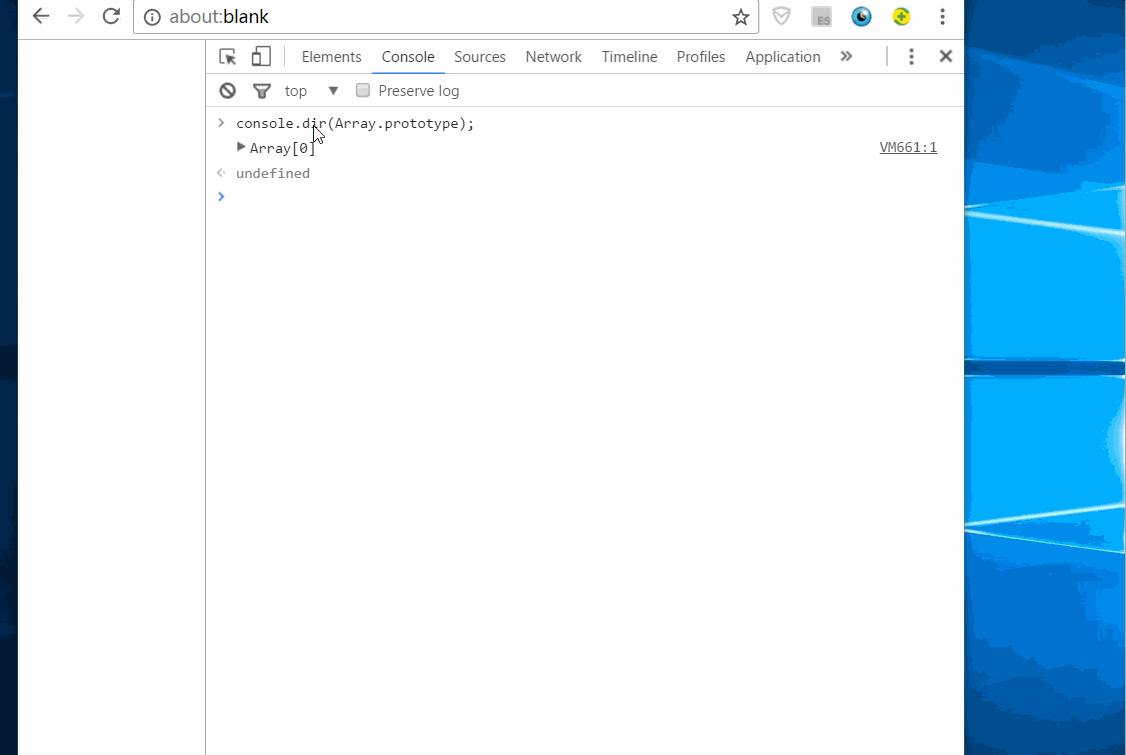 about:blank
ES
Elements Console Sources Network Timeline Profiles Application »
top ▼ Preserve log
> console.dir(Array.prototype);
▶ Array[0] VM661:1
undefined
>